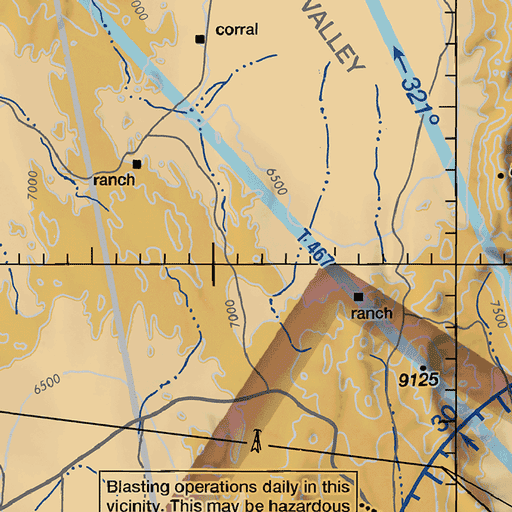 7000
corral
VALLEY
321°
ranch
7000
6500
T 467
ranch
7000
7500
9125
6500
30
Blasting operations daily in this
vicinity. This may be hazardous